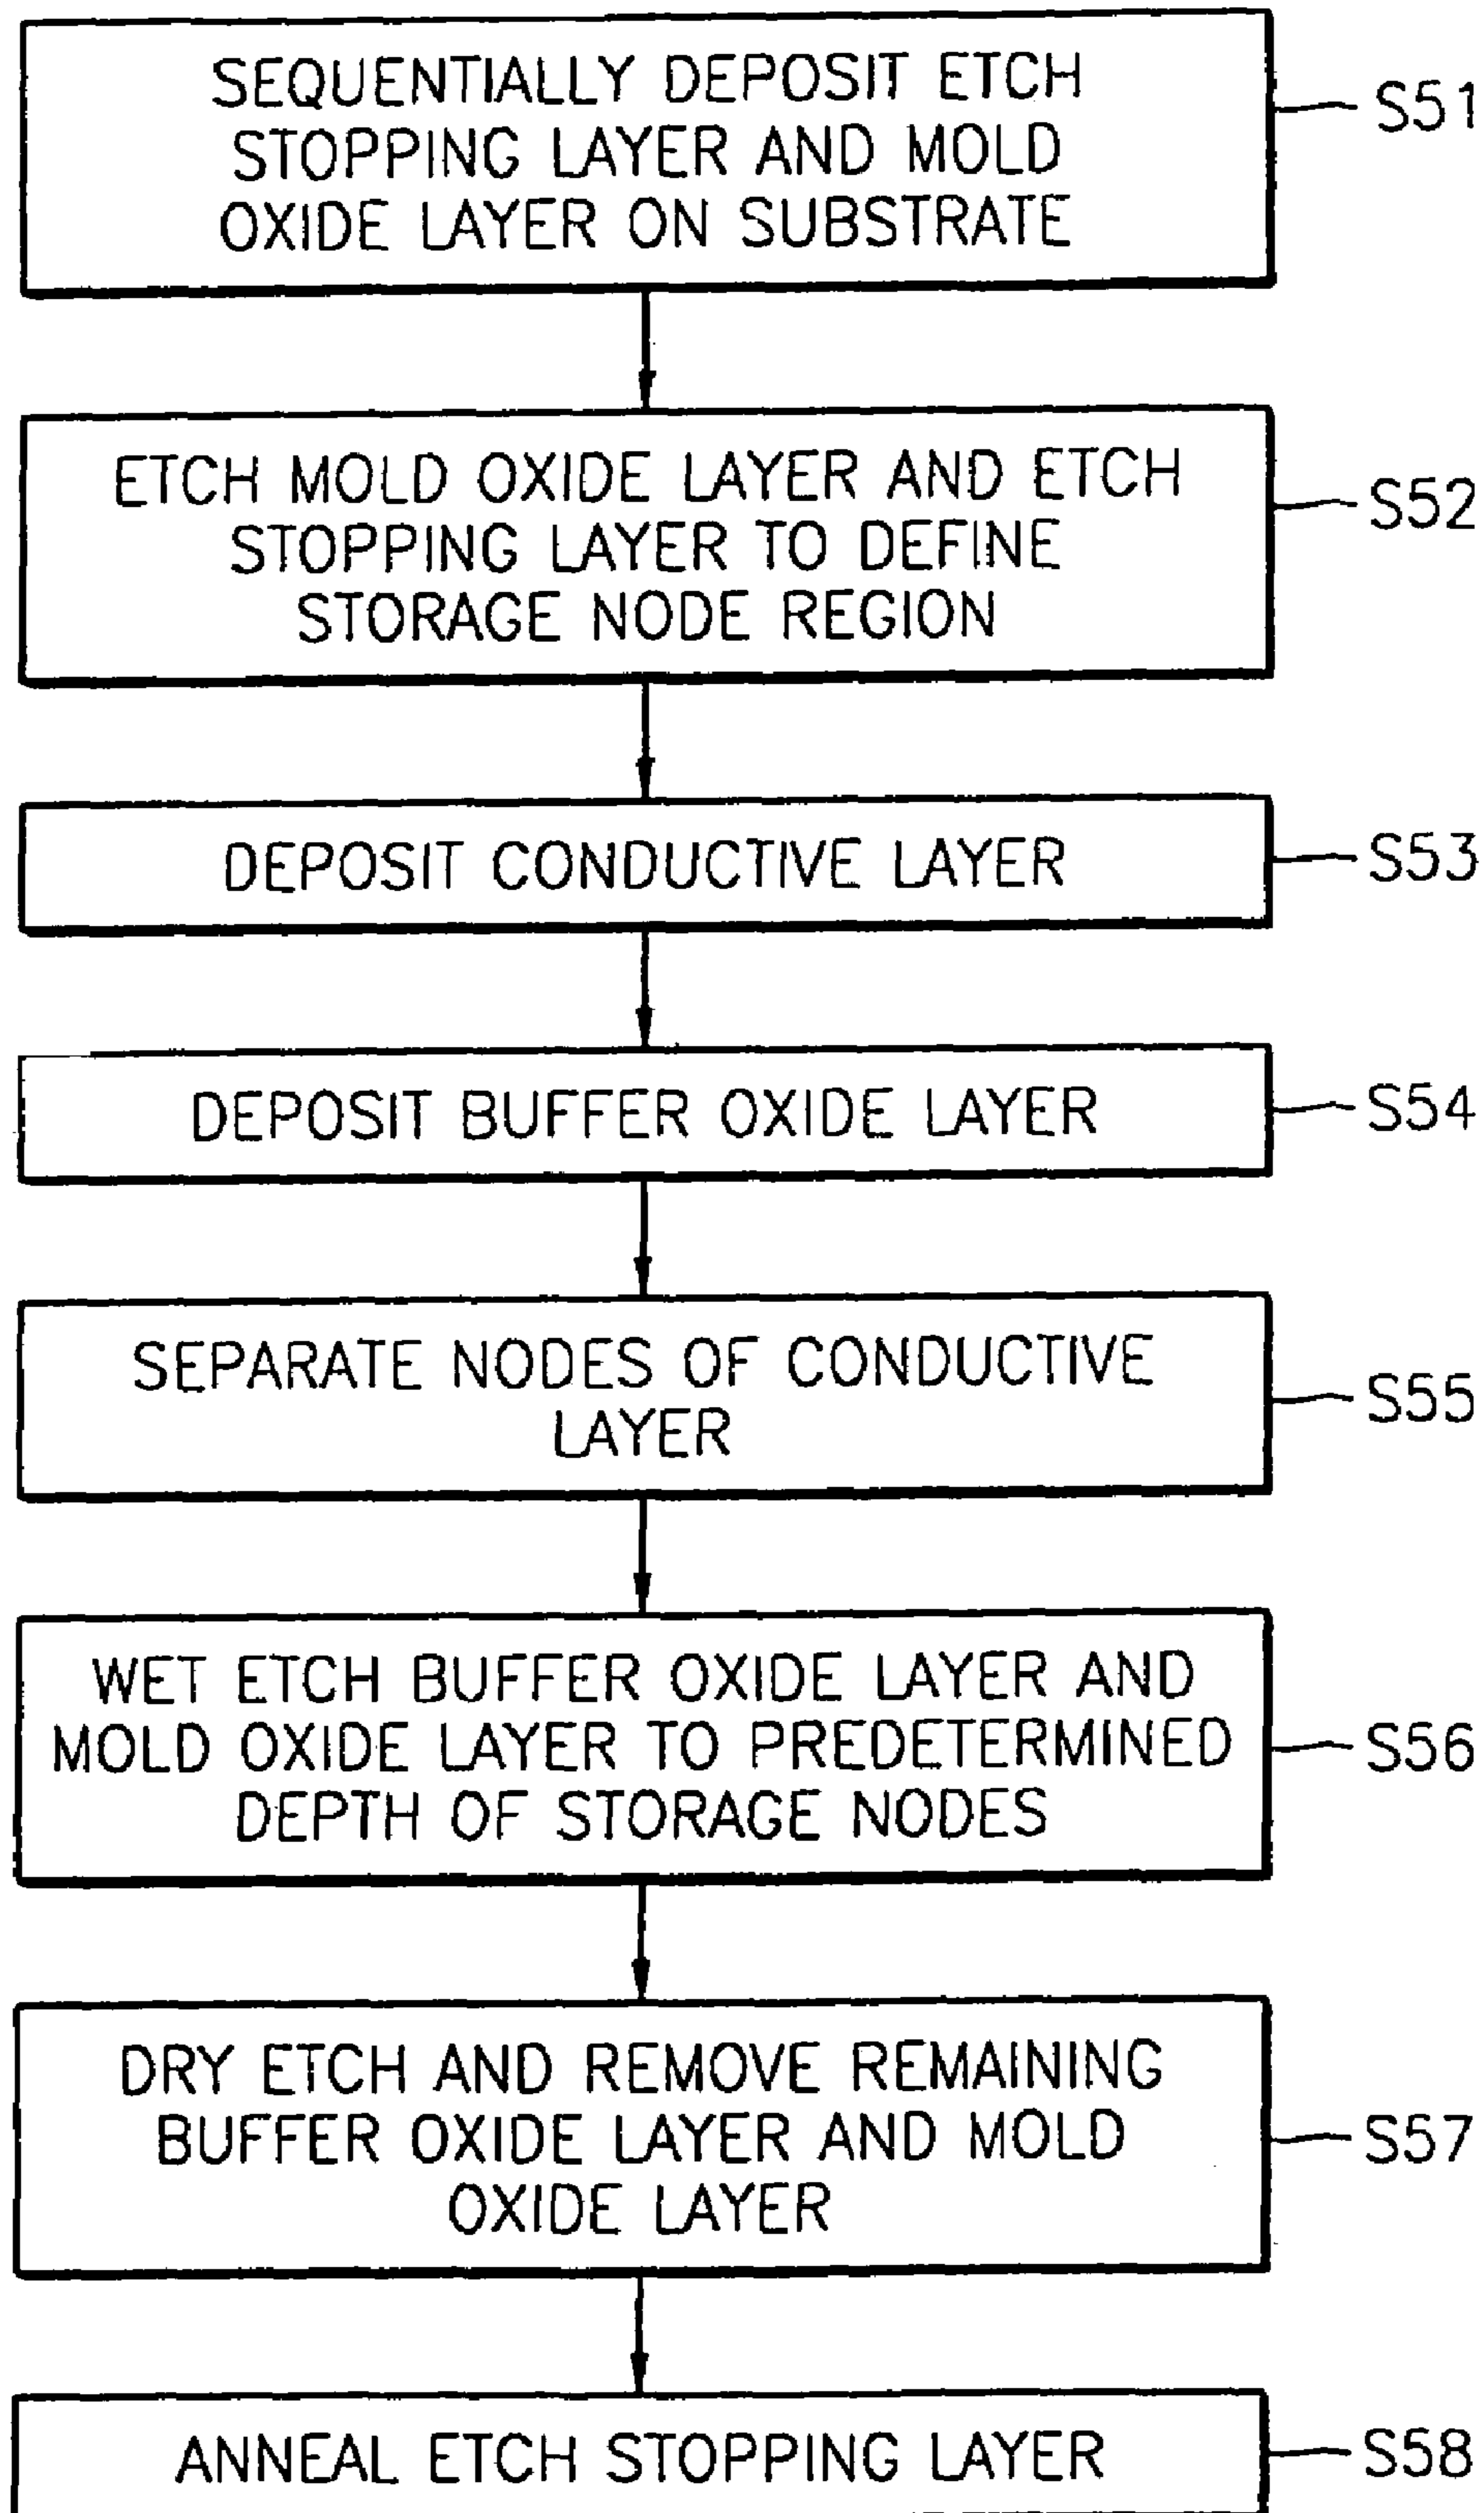 SEQUENTIALLY DEPOSIT ETCH
STOPPING LAYER AND MOLD
OXIDE LAYER ON SUBSTRATE
S51
ETCH MOLD OXIDE LAYER AND ETCH
STOPPING LAYER TO DEFINE
STORAGE NODE REGION
S52
DEPOSIT CONDUCTIVE LAYER
S53
DEPOSIT BUFFER OXIDE LAYER
S54
SEPARATE NODES OF CONDUCTIVE
LAYER
S55
WET ETCH BUFFER OXIDE LAYER AND
MOLD OXIDE LAYER TO PREDETERMINED
DEPTH OF STORAGE NODES
S56
DRY ETCH AND REMOVE REMAINING
BUFFER OXIDE LAYER AND MOLD
OXIDE LAYER
S57
ANNEAL ETCH STOPPING LAYER
S58